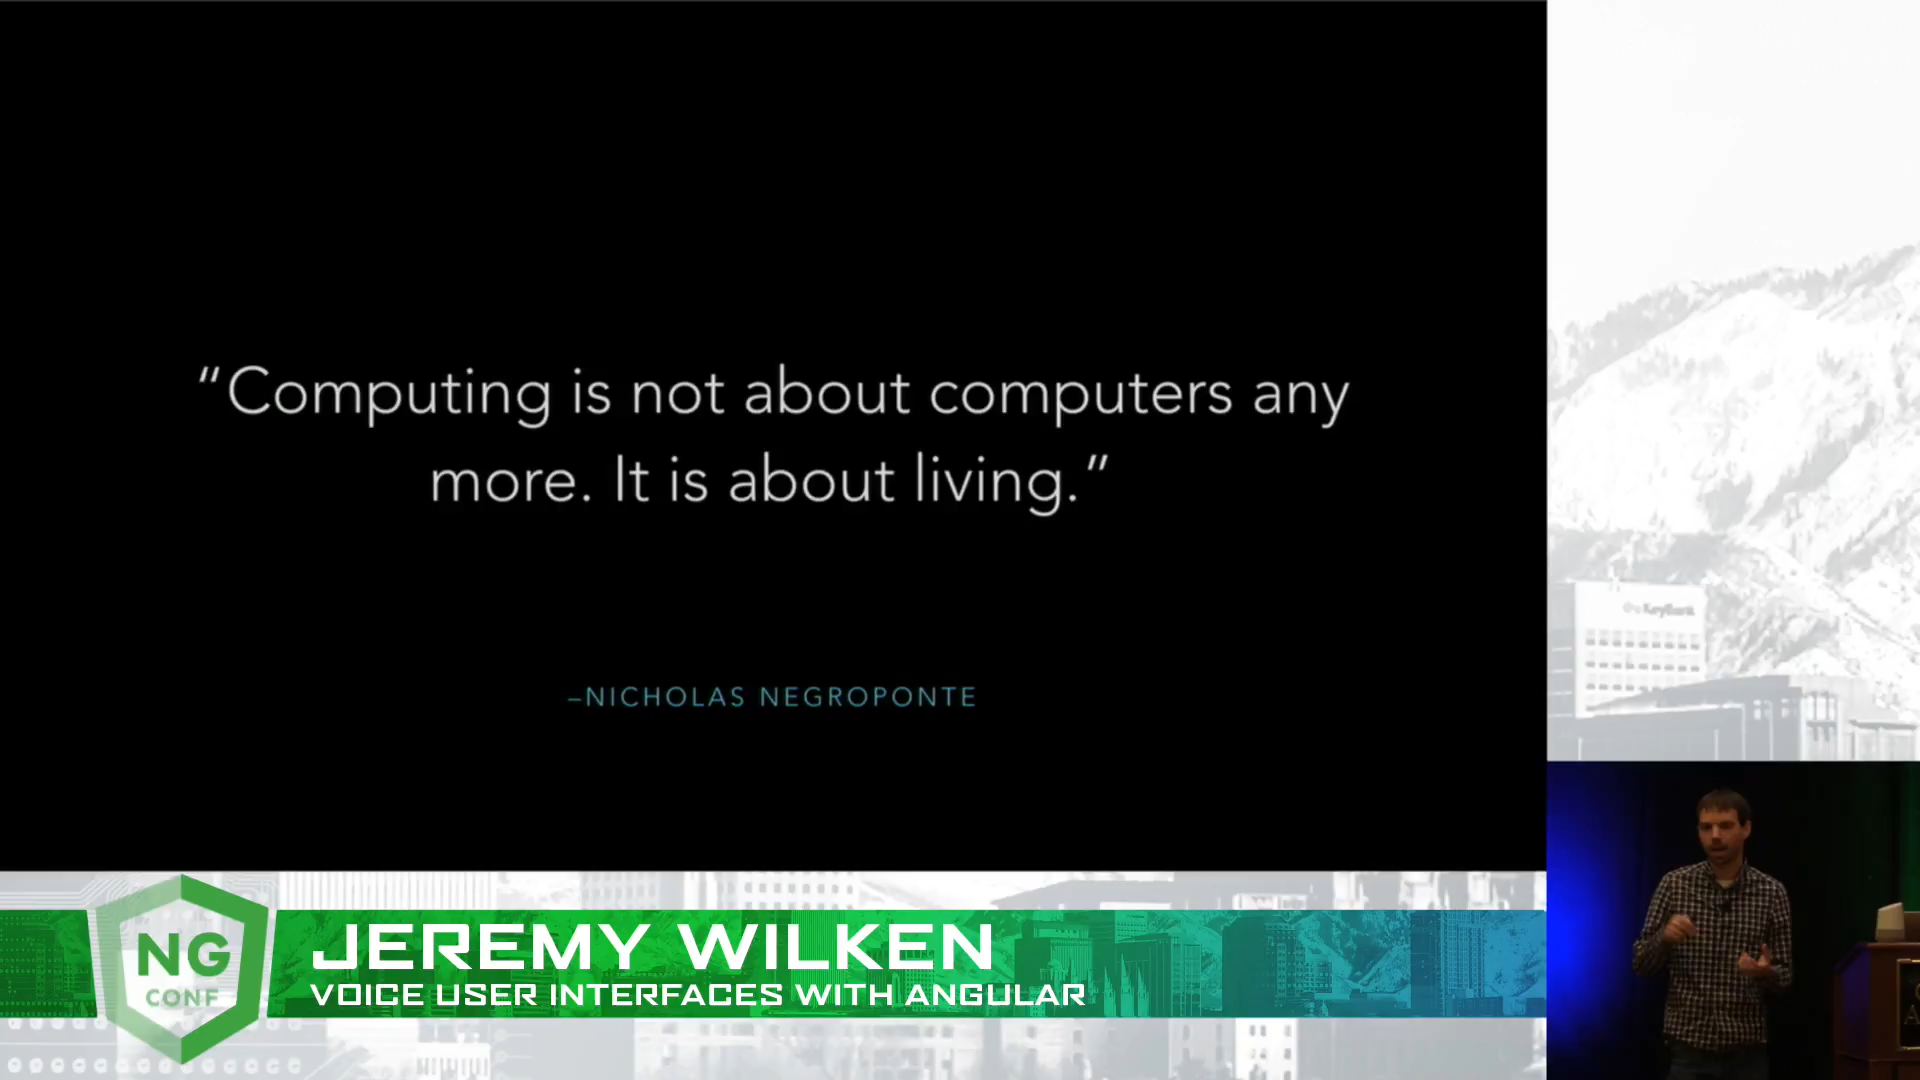 “Computing is not about computers any
more. It is about living.”
–NICHOLAS NEGROPONTE
KeyBank
NG
CONF
JEREMY WILKEN
VOICE USER INTERFACES WITH ANGULAR